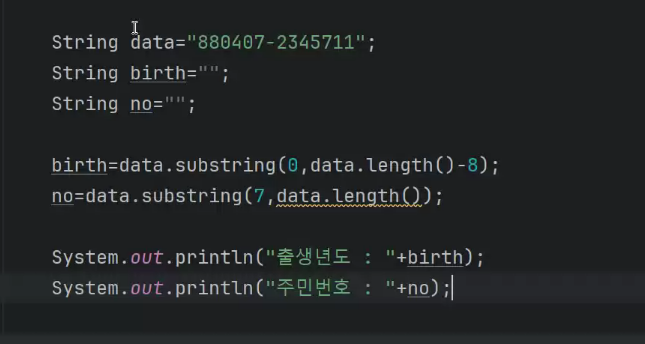 String data="880407-2345711";
String birth="";
String no="";
birth=data.substring(0,data.length()-8);
no=data.substring(7,data.length());
System.out.println("출생년도 : "+birth);
System.out.println("주민번호 : "+no);